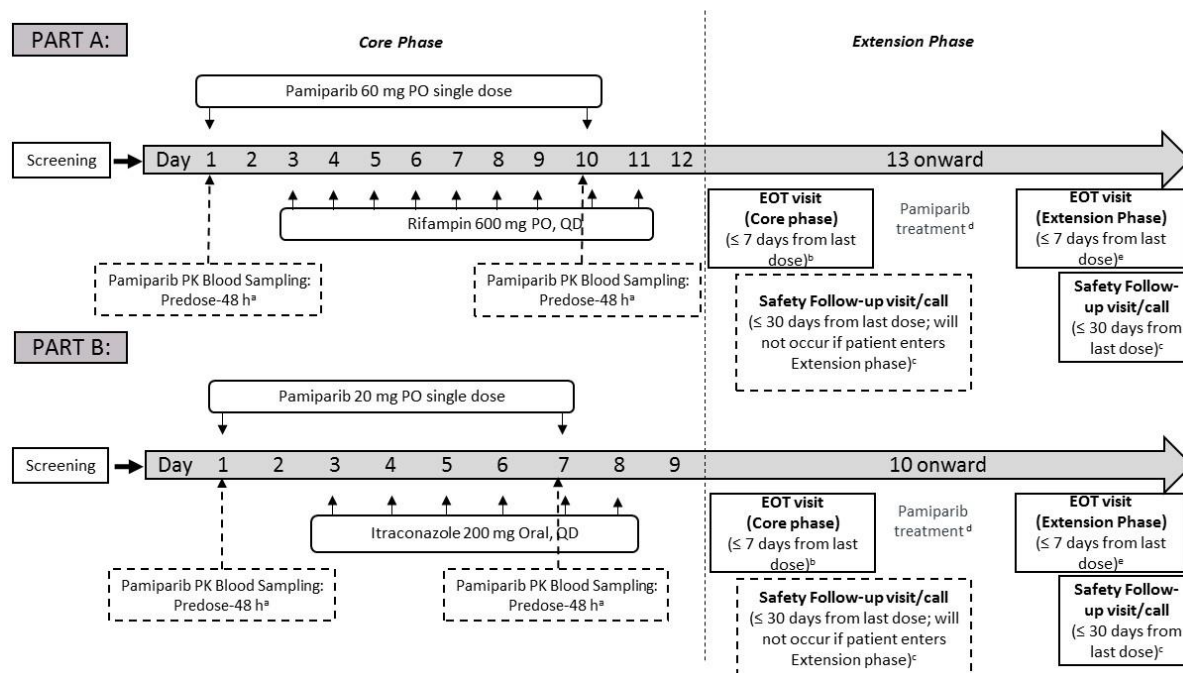 PART A:
Core Phase
Extension Phase
Pamiparib 60 mg PO single dose
Screening
Day 1 2 3 4 5 6 7 8 9 10 11 12
13 onward
Rifampin 600 mg PO, QD
Pamiparib PK Blood Sampling:
Predose-48 hᵃ
Pamiparib PK Blood Sampling:
Predose-48 hᵃ
EOT visit
(Core phase)
(≤ 7 days from last
dose)ᵇ
Pamiparib
treatment ᵈ
EOT visit
(Extension Phase)
(≤ 7 days from last
dose)ᵉ
Safety Follow-up visit/call
(≤ 30 days from last dose; will
not occur if patient enters
Extension phase)ᶜ
Safety Follow-
up visit/call
(≤ 30 days from
last dose)ᶜ
PART B:
Pamiparib 20 mg PO single dose
Screening
Day 1 2 3 4 5 6 7 8 9
10 onward
Itraconazole 200 mg Oral, QD
Pamiparib PK Blood Sampling:
Predose-48 hᵃ
Pamiparib PK Blood Sampling:
Predose-48 hᵃ
EOT visit
(Core phase)
(≤ 7 days from last
dose)ᵇ
Pamiparib
treatment ᵈ
EOT visit
(Extension Phase)
(≤ 7 days from last
dose)ᵉ
Safety Follow-up visit/call
(≤ 30 days from last dose; will
not occur if patient enters
Extension phase)ᶜ
Safety Follow-
up visit/call
(≤ 30 days from
last dose)ᶜ